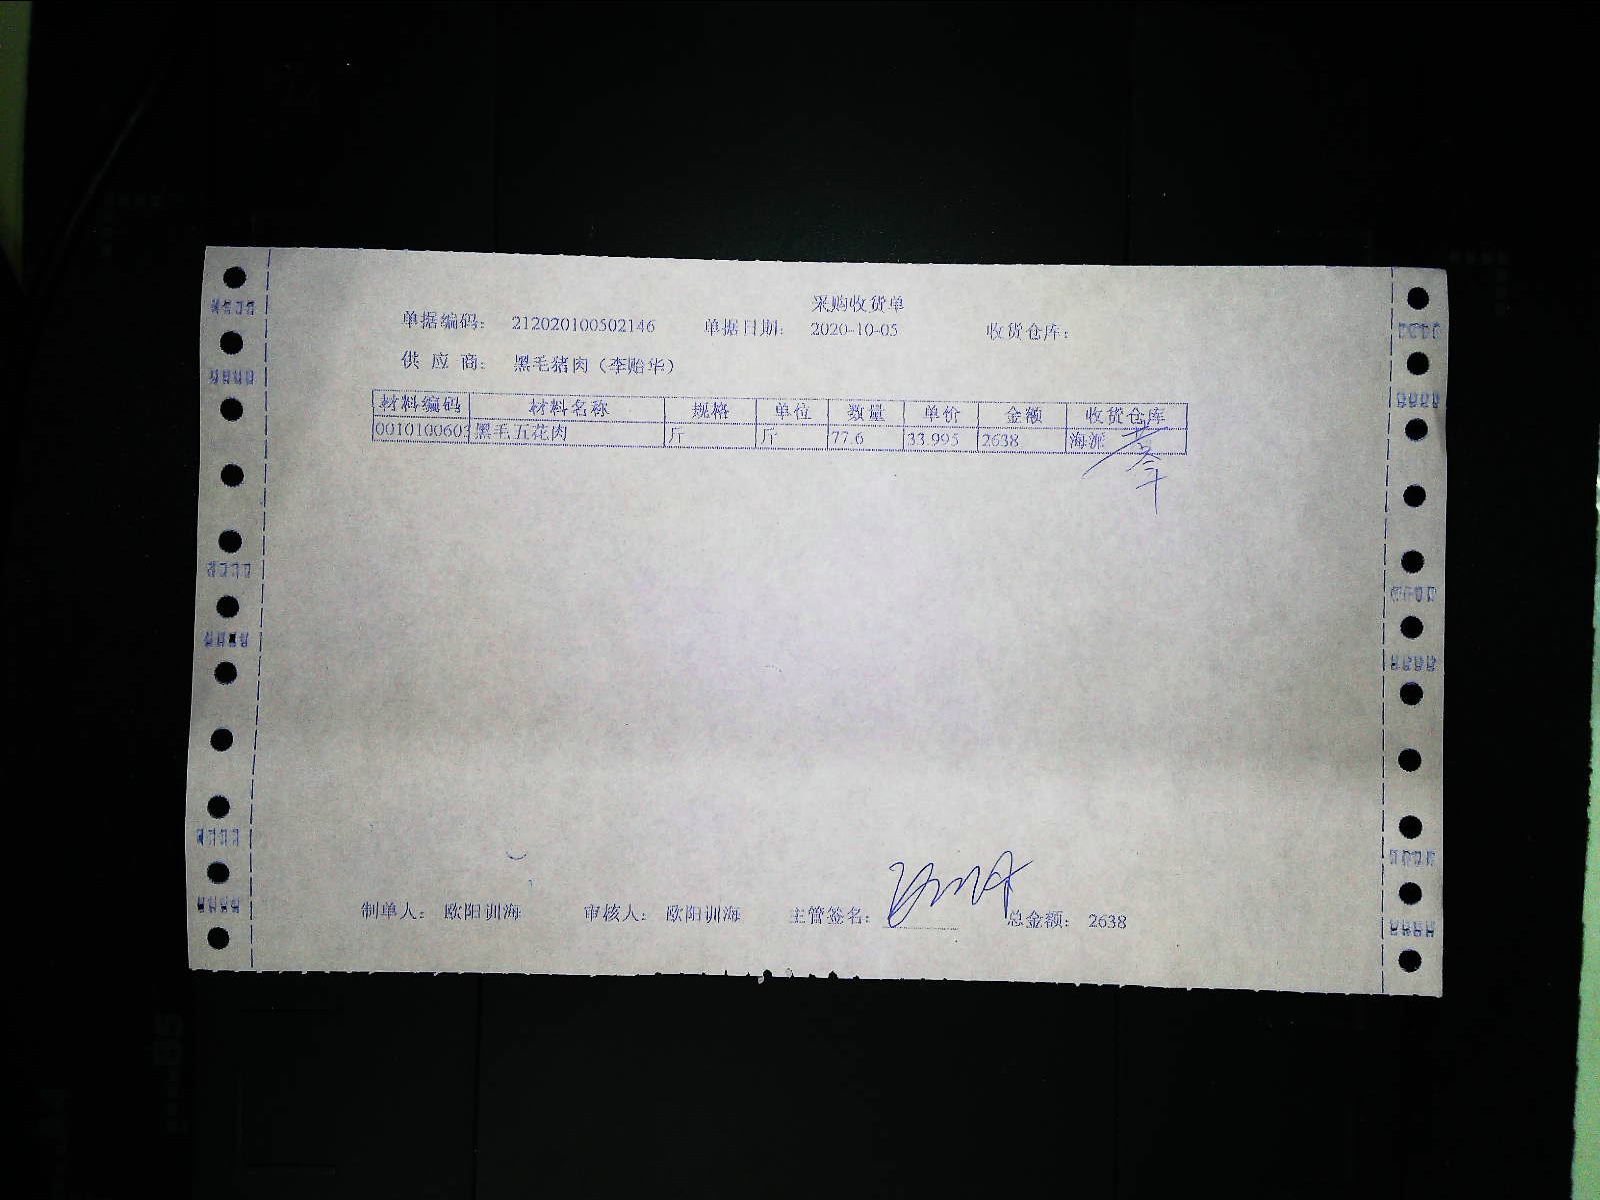 采购收货单
单据编码： 212020100502146 单据日期： 2020-10-05 收货仓库：
供 应 商： 黑毛猪肉（李贻华）
材料编码 材料名称 规格 单位 数量 单价 金额 收货仓库
0010100603 黑毛五花肉 斤 斤 77.6 33.995 2638 海派
制单人： 欧阳训海 审核人： 欧阳训海 主管签名： 总金额： 2638